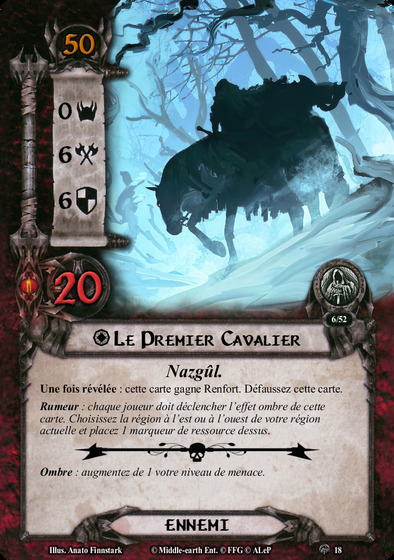 50
0
6
6
20
6/52
Le Premier Cavalier
Nazgûl.
Une fois révélée : cette carte gagne Renfort. Défaussez cette carte.
Rumeur : chaque joueur doit déclencher l'effet ombre de cette
carte. Choisissez la région à l'est ou à l'ouest de votre région
actuelle et placez 1 marqueur de ressource dessus.
Ombre : augmentez de 1 votre niveau de menace.
ENNEMI
Illus. Anato Finnstark © Middle-earth Ent. © FFG © ALeP 18